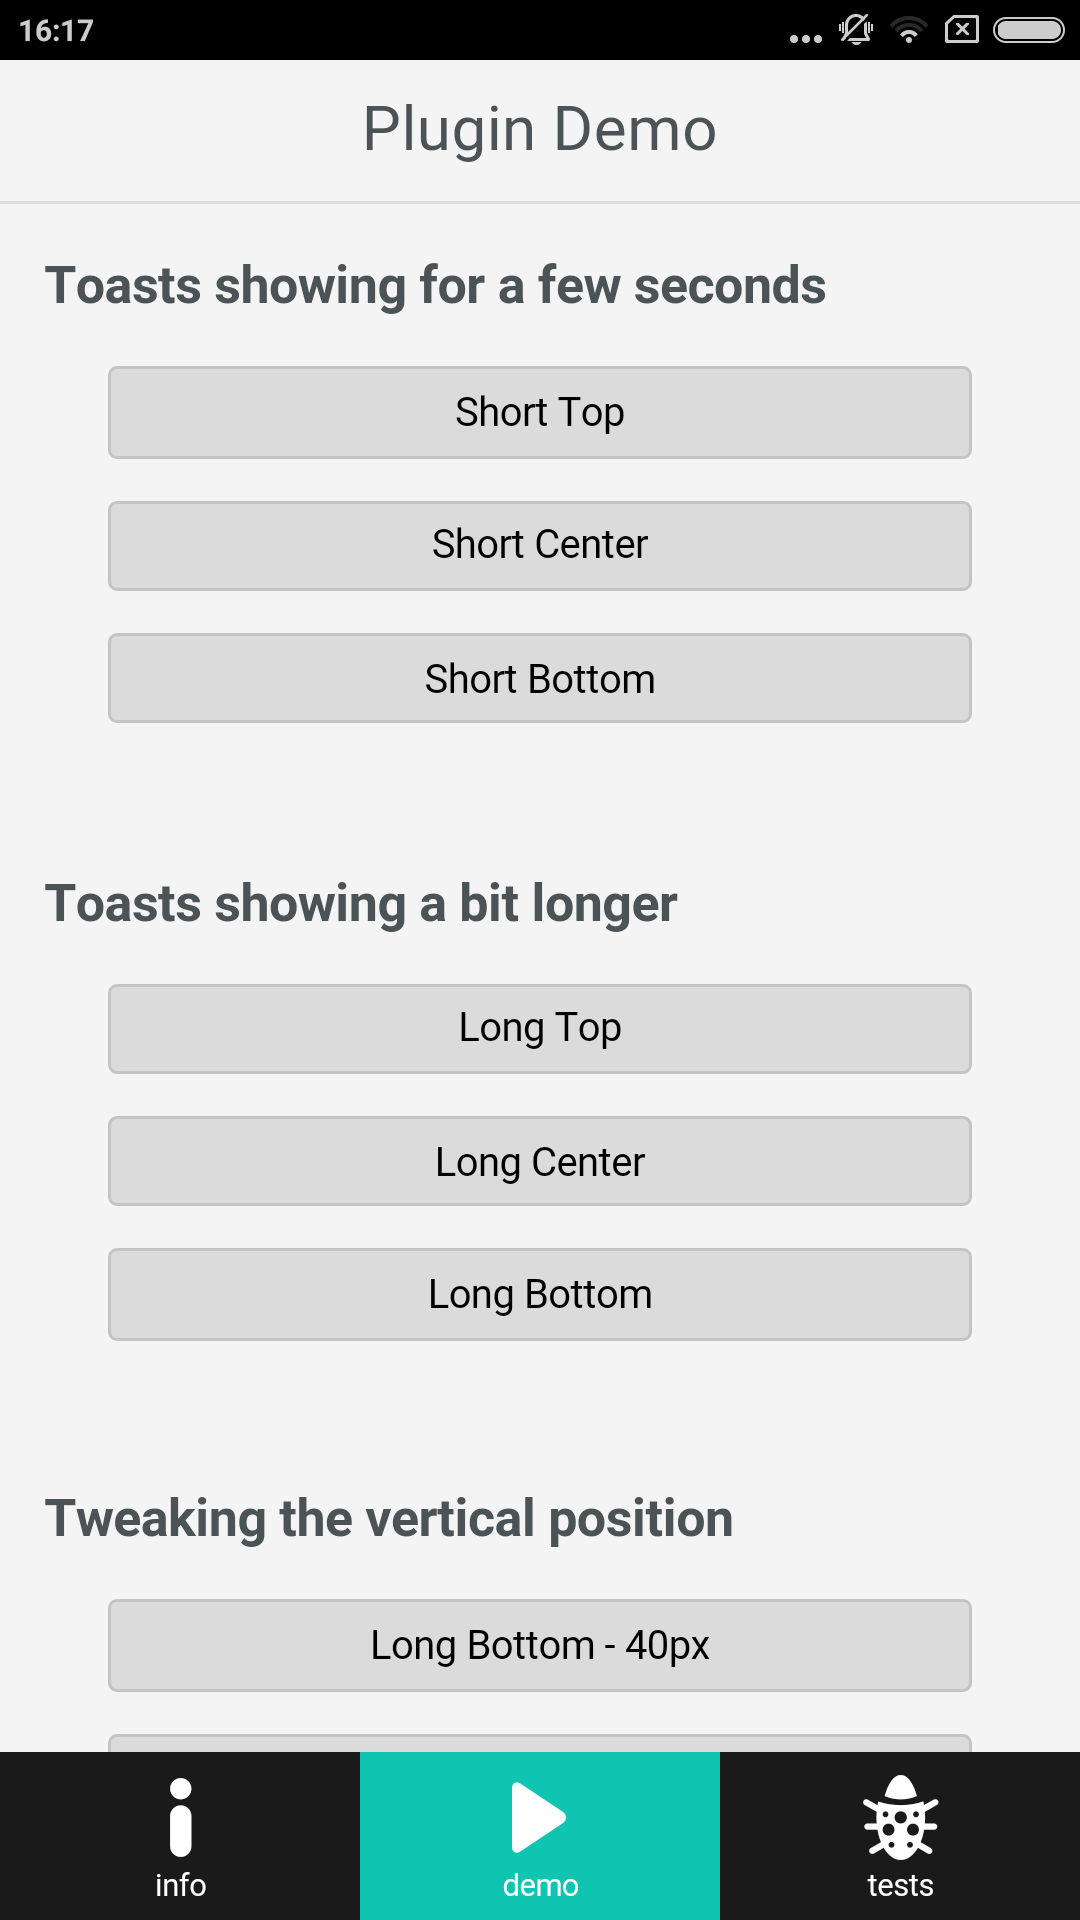 16:17
Plugin Demo
Toasts showing for a few seconds
Short Top
Short Center
Short Bottom
Toasts showing a bit longer
Long Top
Long Center
Long Bottom
Tweaking the vertical position
Long Bottom - 40px
info
demo
tests